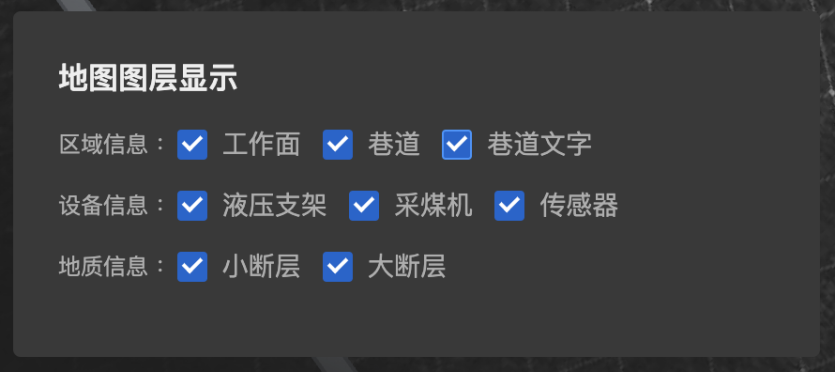 地图图层显示
区域信息： 工作面 巷道 巷道文字
设备信息： 液压支架 采煤机 传感器
地质信息： 小断层 大断层